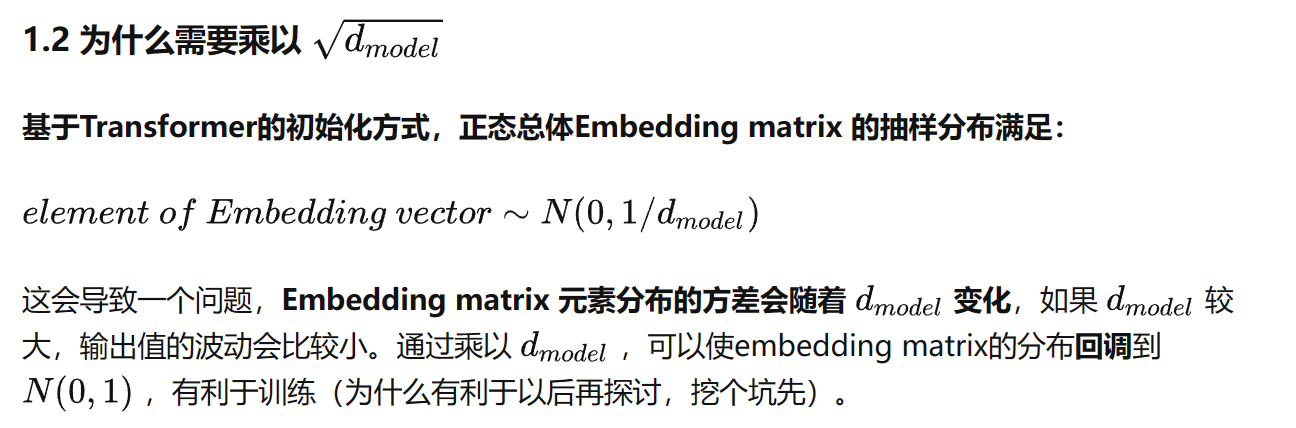 1.2 为什么需要乘以 $\sqrt{d_{model}}$
基于Transformer的初始化方式，正态总体Embedding matrix 的抽样分布满足：
$element\ of\ Embedding\ vector \sim N(0, 1/d_{model})$
这会导致一个问题，Embedding matrix 元素分布的方差会随着 $d_{model}$ 变化，如果 $d_{model}$ 较
大，输出值的波动会比较小。通过乘以 $d_{model}$ ，可以使embedding matrix的分布回调到
$N(0, 1)$ ，有利于训练（为什么有利于以后再探讨，挖个坑先）。